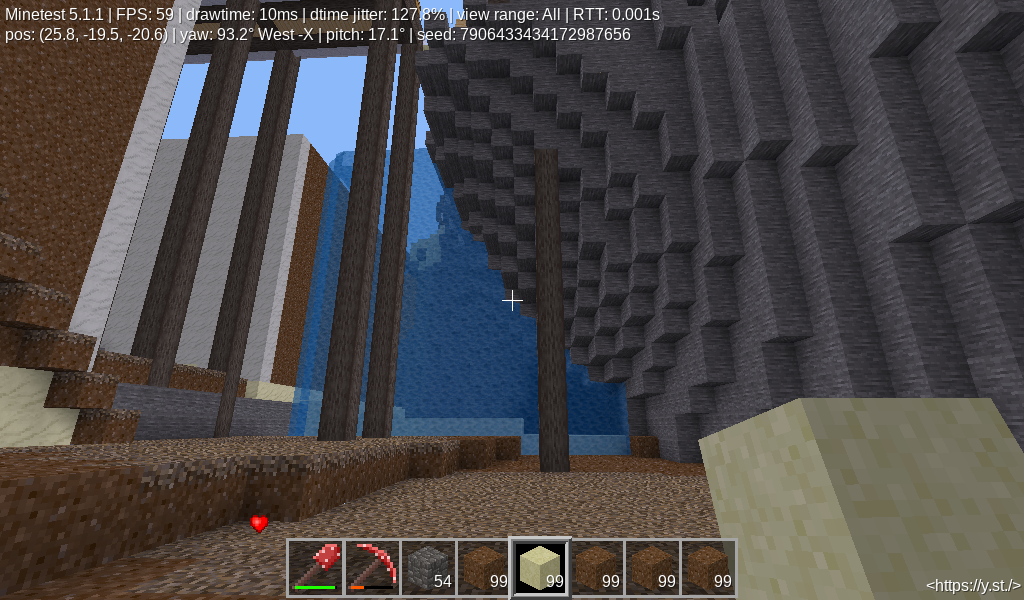 Minetest 5.1.1 | FPS: 59 | drawtime: 10ms | dtime jitter: 127.8% | view range: All | RTT: 0.001s
pos: (25.8, -19.5, -20.6) | yaw: 93.2° West -X | pitch: 17.1° | seed: 7906433434172987656
54 99 99 99 99 99
<https://y.st./>